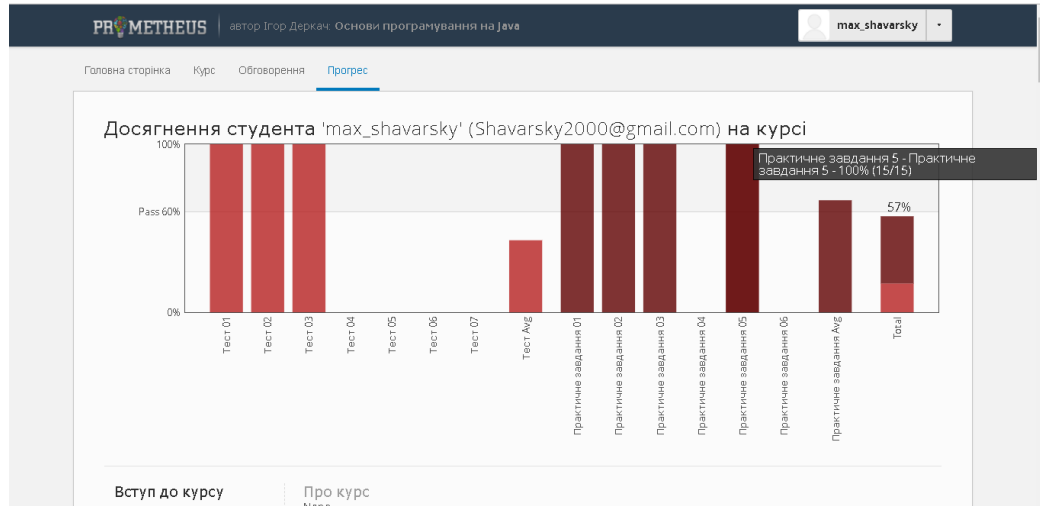 PROMETHEUS
автор Ігор Деркач: Основи програмування на Java
max_shavarsky
Головна сторінка Курс Обговорення Прогрес
Досягнення студента 'max_shavarsky' (Shavarsky2000@gmail.com) на курсі
100%
Практичне завдання 5 - Практичне
завдання 5 - 100% (15/15)
Pass 60%
57%
0%
Тест 01
Тест 02
Тест 03
Тест 04
Тест 05
Тест 06
Тест 07
Тест Avg
Практичне завдання 01
Практичне завдання 02
Практичне завдання 03
Практичне завдання 04
Практичне завдання 05
Практичне завдання 06
Практичне завдання Avg
Total
Вступ до курсу
Про курс